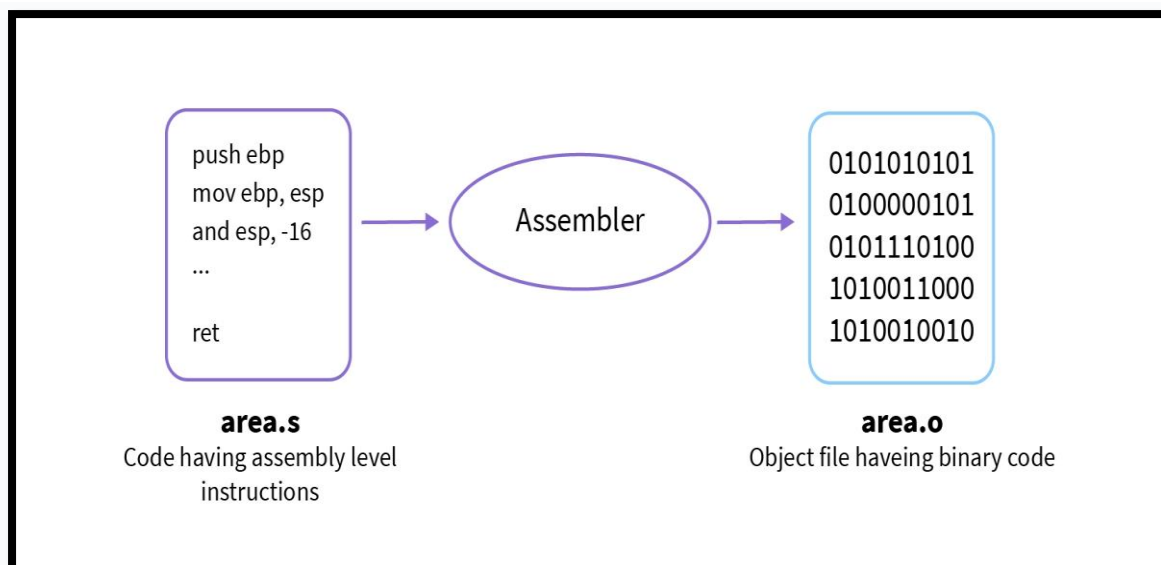 push ebp
mov ebp, esp
and esp, -16
...
ret
area.s
Code having assembly level
instructions
Assembler
0101010101
0100000101
0101110100
1010011000
1010010010
area.o
Object file haveing binary code